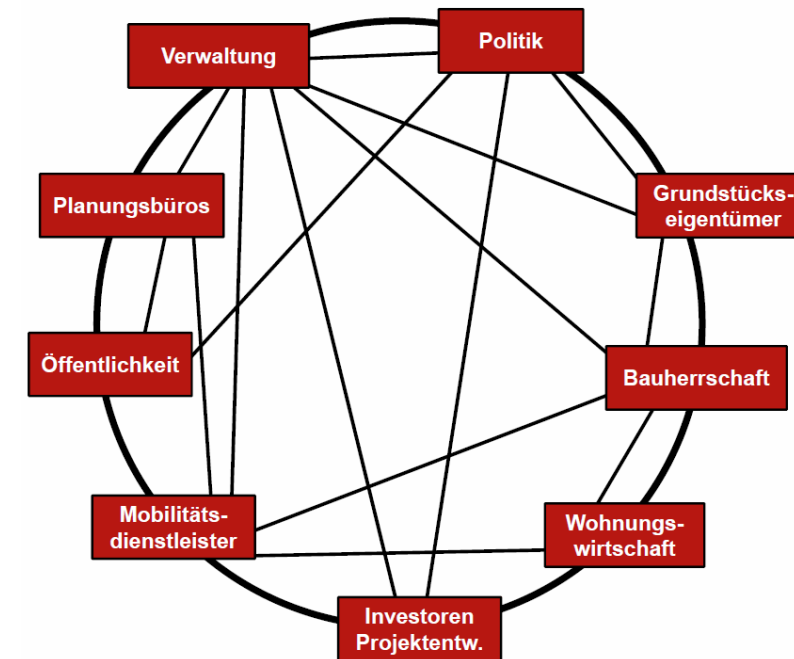 Politik
Verwaltung
Grundstücks-
eigentümer
Planungsbüros
Öffentlichkeit
Bauherrschaft
Mobilitäts-
dienstleister
Wohnungs-
wirtschaft
Investoren
Projektentw.